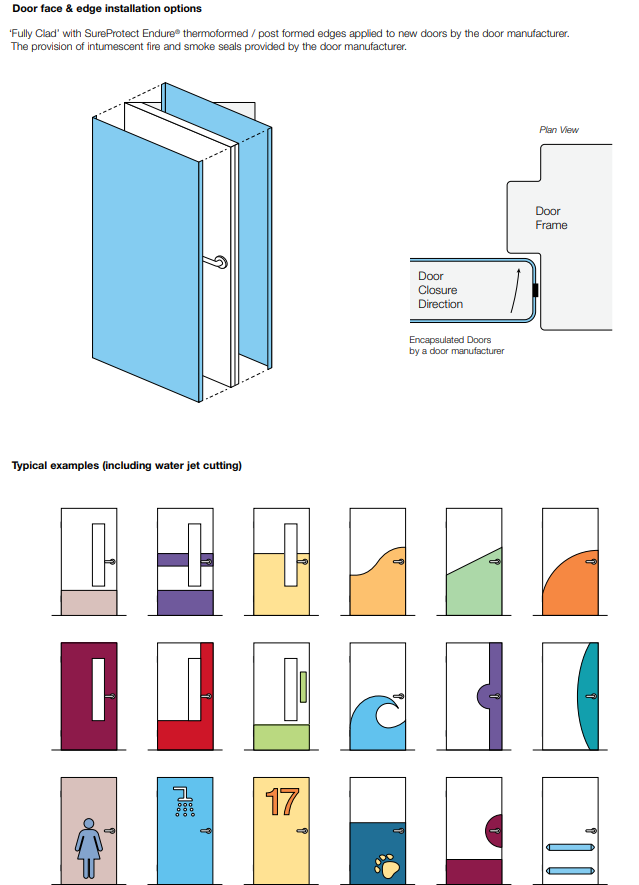 Door face & edge installation options
‘Fully Clad’ with SureProtect Endure® thermoformed / post formed edges applied to new doors by the door manufacturer.
The provision of intumescent fire and smoke seals provided by the door manufacturer.
Plan View
Door
Frame
Door
Closure
Direction
Encapsulated Doors
by a door manufacturer
Typical examples (including water jet cutting)
17